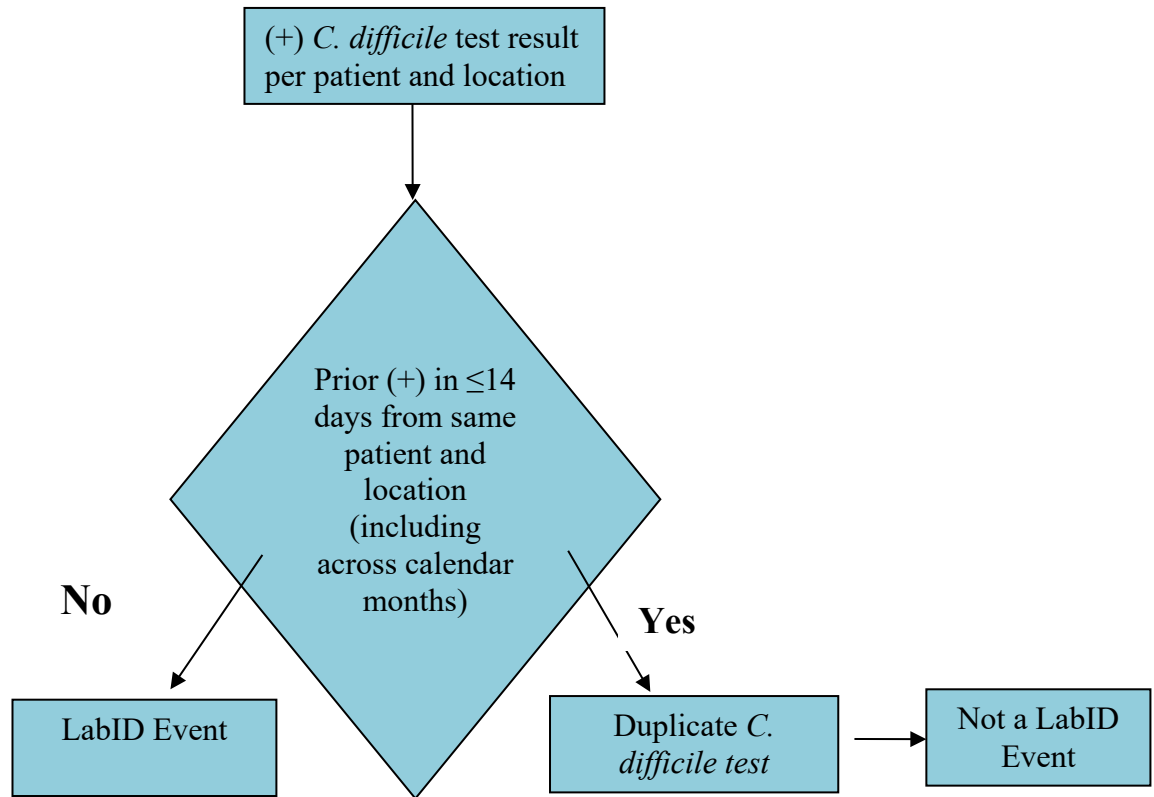 (+) C. difficile test result
per patient and location
Prior (+) in ≤14
days from same
patient and
location
(including
across calendar
months)
No
Yes
LabID Event
Duplicate C.
difficile test
Not a LabID
Event